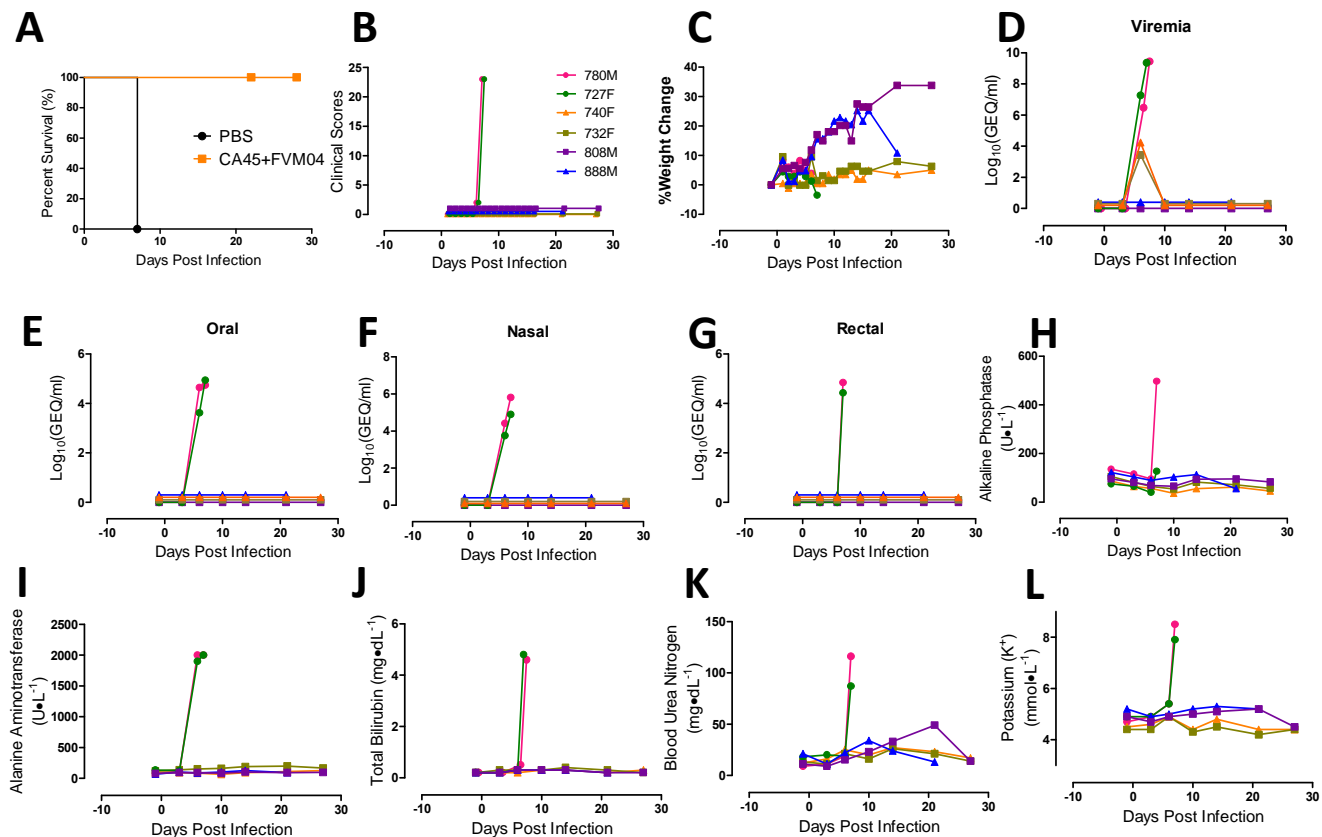 A
Percent Survival (%)
100
80
60
40
20
0
0
10
20
30
Days Post Infection
PBS
CA45+FVM04
B
Clinical Scores
25
20
15
10
5
0
-10
0
10
20
30
Days Post Infection
780M
727F
740F
732F
808M
888M
C
%Weight Change
40
30
20
10
0
-10
-10
0
10
20
30
Days Post Infection
D
Viremia
Log10(GEQ/ml)
10
8
6
4
2
0
-10
0
10
20
30
Days Post Infection
E
Oral
Log10(GEQ/ml)
6
4
2
0
-10
0
10
20
30
Days Post Infection
F
Nasal
Log10(GEQ/ml)
8
6
4
2
0
-10
0
10
20
30
Days Post Infection
G
Rectal
Log10(GEQ/ml)
6
4
2
0
-10
0
10
20
30
Days Post Infection
H
Alkaline Phosphatase
(U•L-1)
600
400
200
0
-10
0
10
20
30
Days Post Infection
I
Alanine Aminotransferase
(U•L-1)
2500
2000
1500
1000
500
0
-10
0
10
20
30
Days Post Infection
J
Total Bilirubin (mg•dL-1)
6
4
2
0
-10
0
10
20
30
Days Post Infection
K
Blood Urea Nitrogen
(mg•dL-1)
150
100
50
0
-10
0
10
20
30
Days Post Infection
L
Potassium (K+)
(mmol•L-1)
8
6
4
-10
0
10
20
30
Days Post Infection